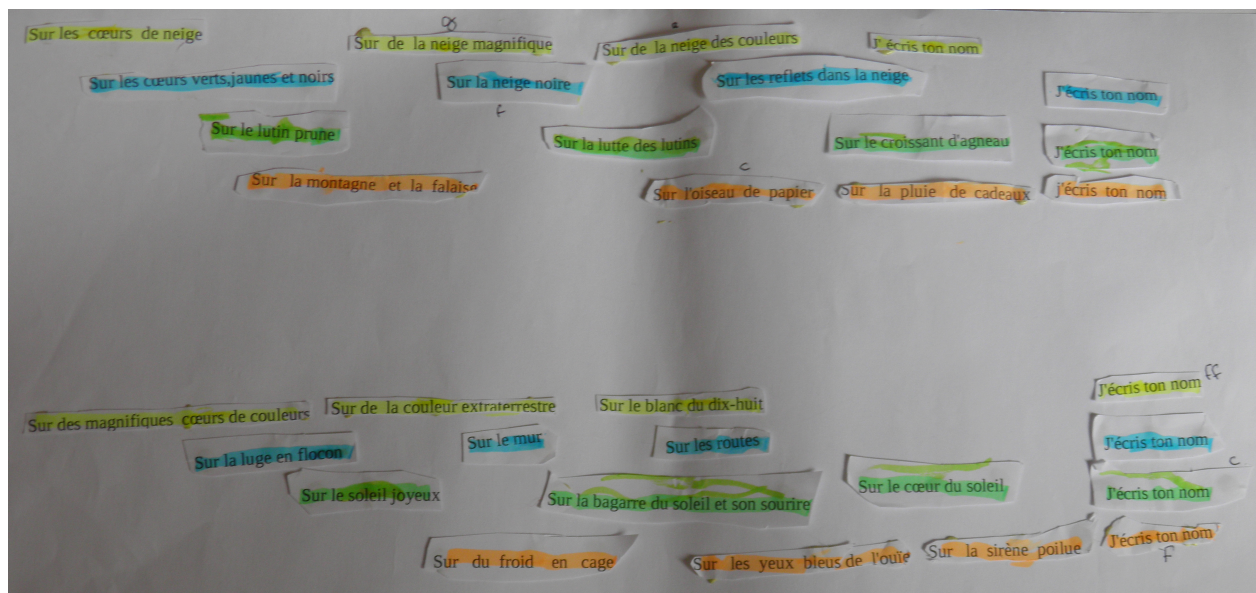 Sur les cœurs de neige Sur de la neige magnifique Sur de la neige des couleurs J'écris ton nom
Sur les cœurs verts,jaunes et noirs Sur la neige noire Sur les reflets dans la neige J'écris ton nom
f
Sur le lutin prune Sur la lutte des lutins Sur le croissant d'agneau J'écris ton nom
c
Sur la montagne et la falaise Sur l'oiseau de papier Sur la pluie de cadeaux j'écris ton nom
Sur des magnifiques cœurs de couleurs Sur de la couleur extraterrestre Sur le blanc du dix-huit J'écris ton nom ff
Sur la luge en flocon Sur le mur Sur les routes J'écris ton nom
c
Sur le soleil joyeux Sur la bagarre du soleil et son sourire Sur le cœur du soleil J'écris ton nom
Sur du froid en cage Sur les yeux bleus de l'ouïe Sur la sirène poilue J'écris ton nom
f